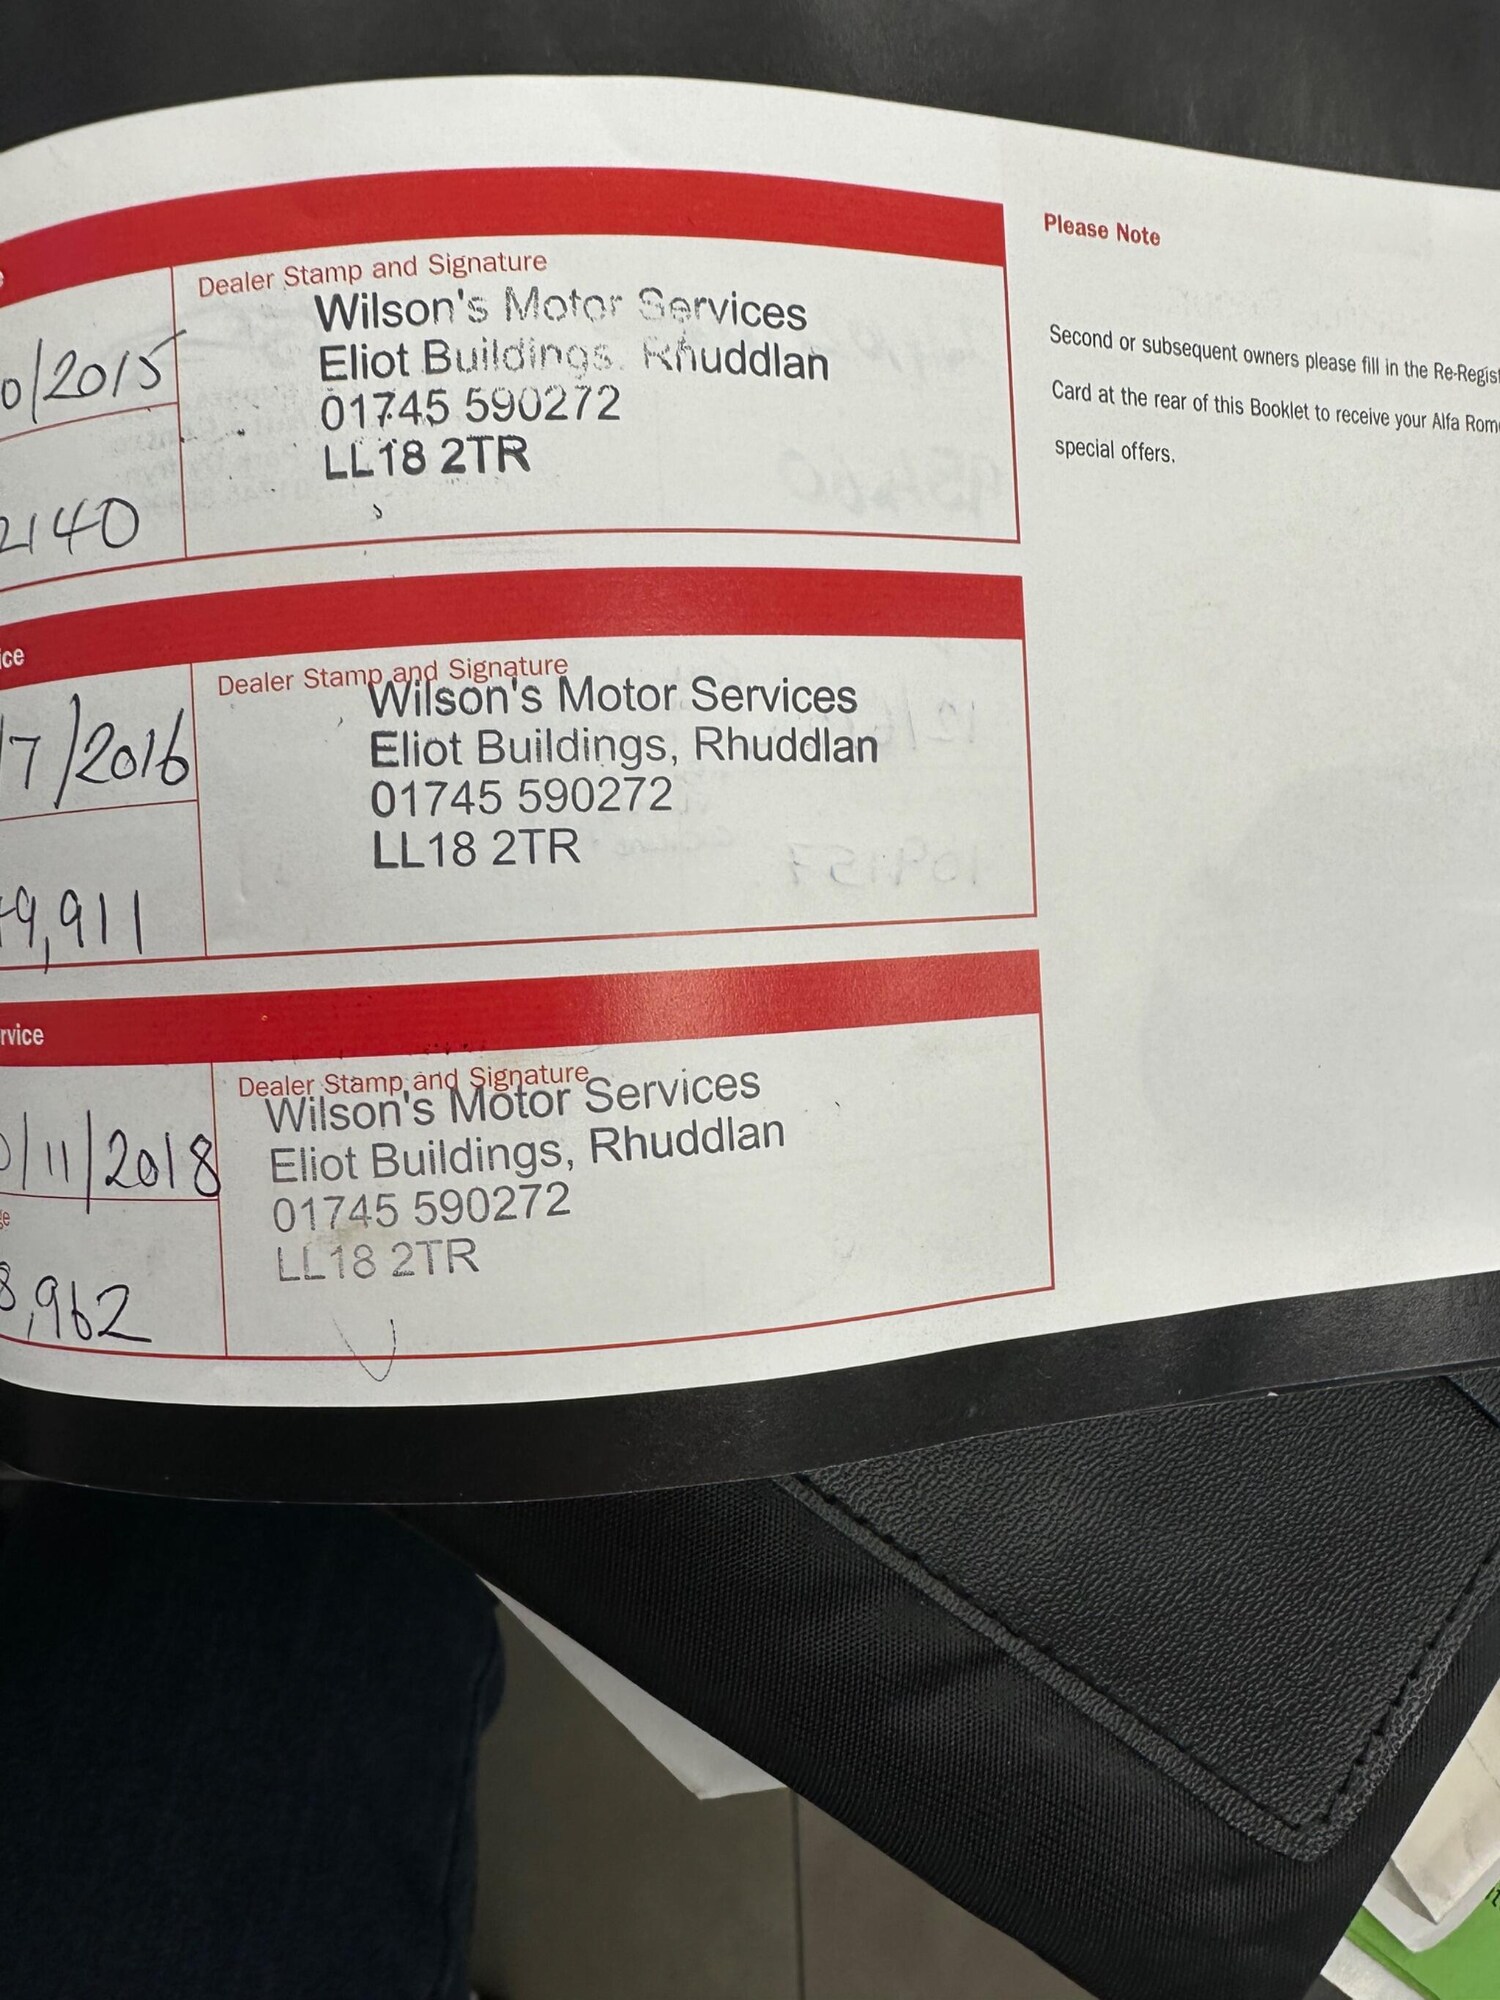 Dealer Stamp and Signature
Wilson's Motor Services
Eliot Buildings, Rhuddlan
01745 590272
LL18 2TR
0/2015
2140
ice
Dealer Stamp and Signature
Wilson's Motor Services
Eliot Buildings, Rhuddlan
01745 590272
LL18 2TR
/7/2016
9,911
rvice
Dealer Stamp and Signature
Wilson's Motor Services
Eliot Buildings, Rhuddlan
01745 590272
LL18 2TR
/11/2018
ge
8,962
Please Note
Second or subsequent owners please fill in the Re-Regist
Card at the rear of this Booklet to receive your Alfa Rom
special offers.